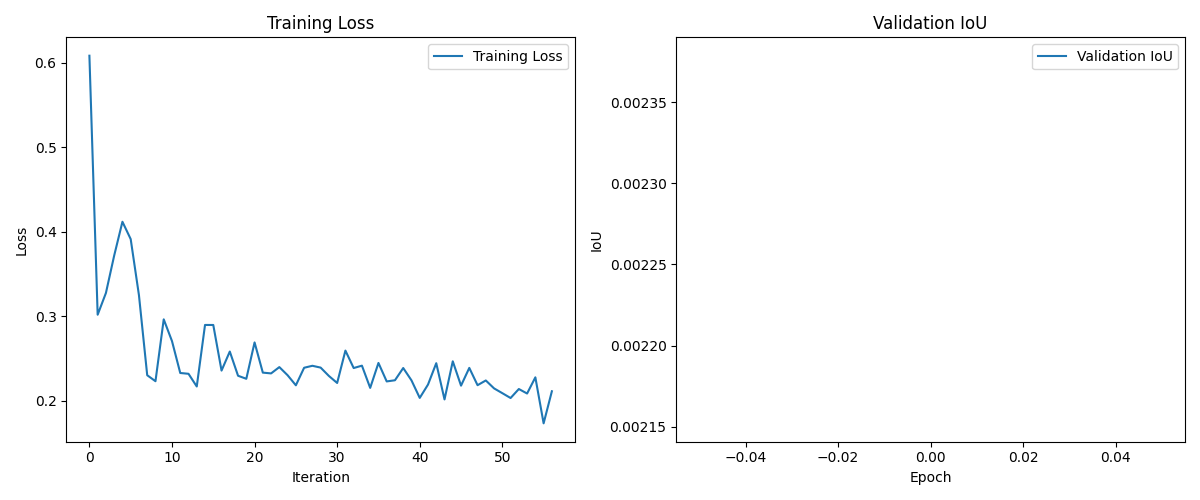 Training Loss
Training Loss
0.6
0.5
0.4
0.3
0.2
Loss
0
10
20
30
40
50
Iteration
Validation IoU
Validation IoU
0.00235
0.00230
0.00225
0.00220
0.00215
IoU
−0.04
−0.02
0.00
0.02
0.04
Epoch